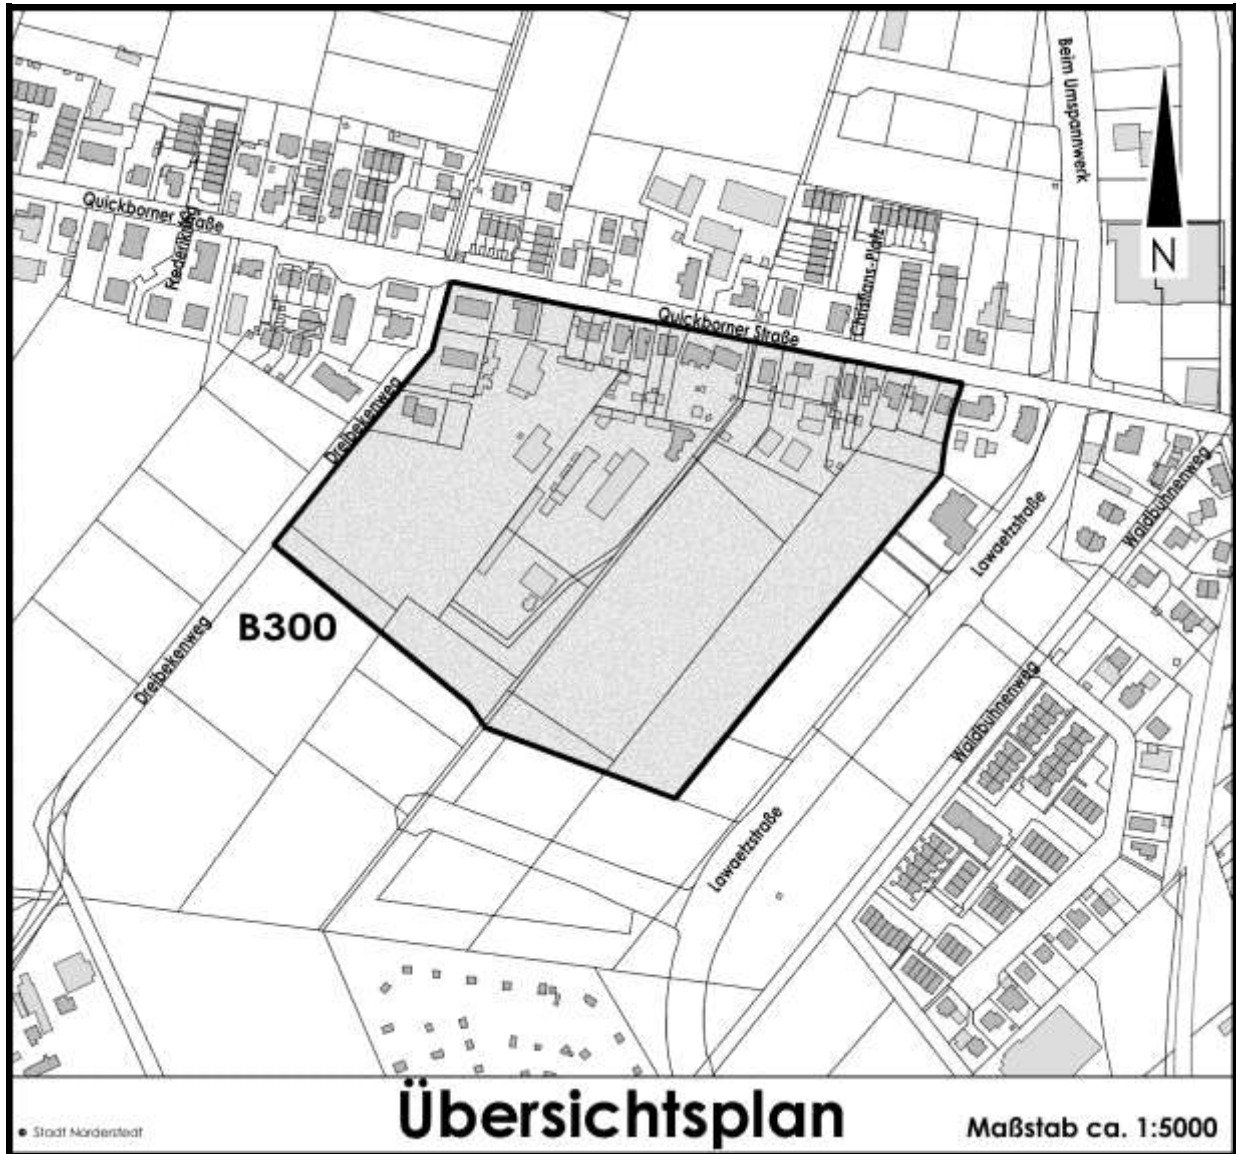 Beim Umspannwerk
Quickborner Straße
Christians-Platz
Quickborner Straße
Dreibekenweg
Waldbühnenweg
Lawaetzstraße
B300
Dreibekenweg
Waldbühnenweg
Lawaetzstraße
N
Übersichtsplan
© Stadt Norderstedt
Maßstab ca. 1:5000